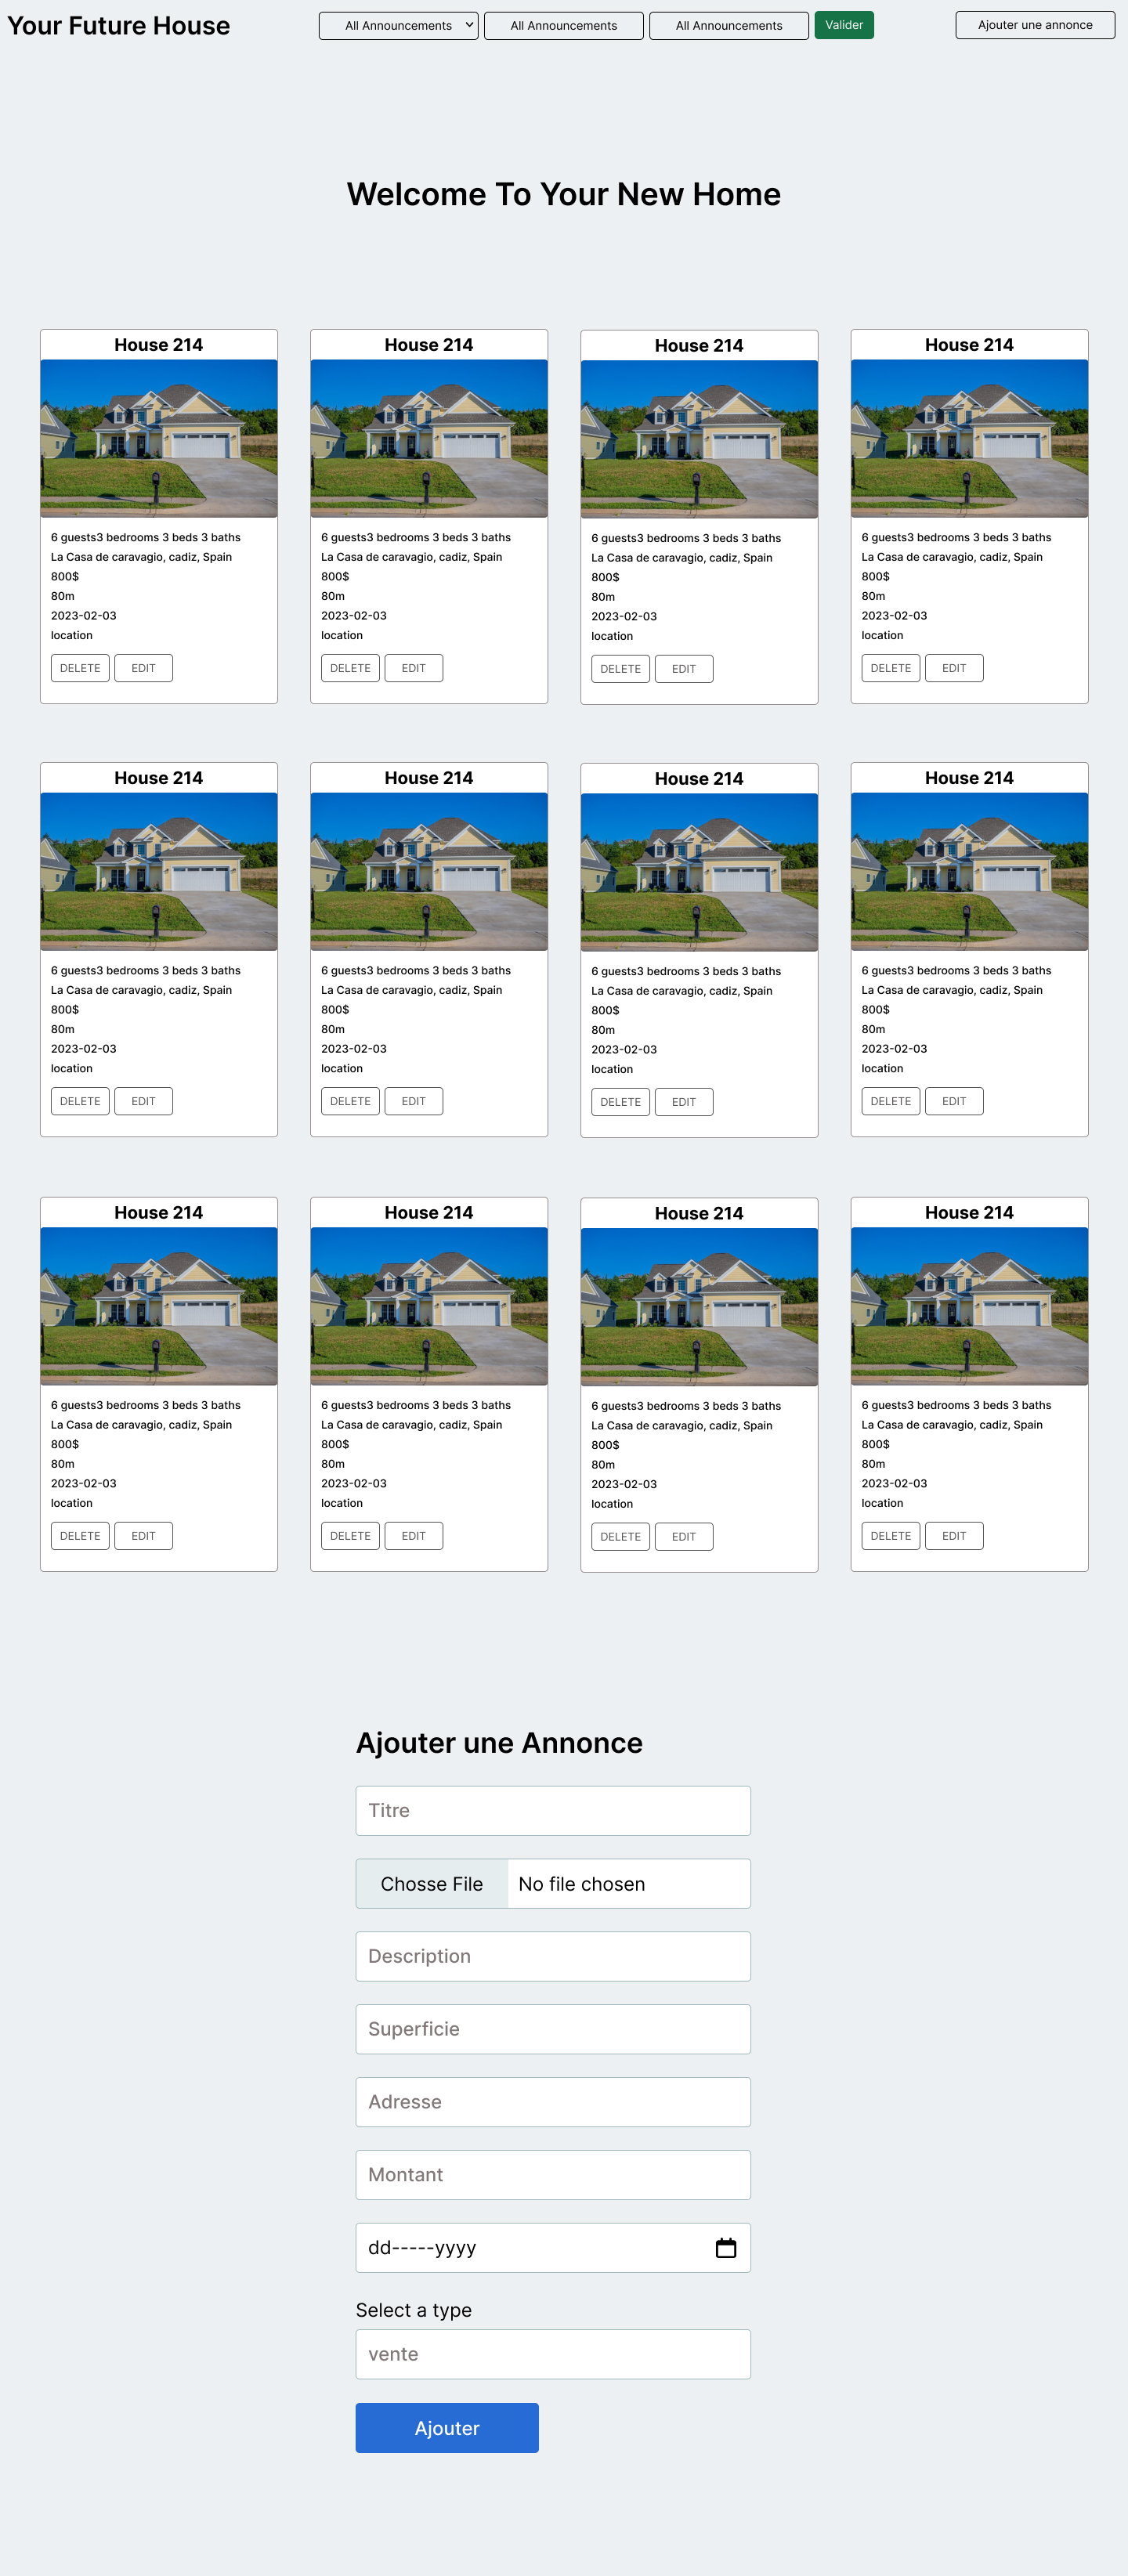 Your Future House
All Announcements
All Announcements
All Announcements
Valider
Ajouter une annonce
Welcome To Your New Home
House 214
6 guests3 bedrooms 3 beds 3 baths
La Casa de caravagio, cadiz, Spain
800$
80m
2023-02-03
location
DELETE
EDIT
House 214
6 guests3 bedrooms 3 beds 3 baths
La Casa de caravagio, cadiz, Spain
800$
80m
2023-02-03
location
DELETE
EDIT
House 214
6 guests3 bedrooms 3 beds 3 baths
La Casa de caravagio, cadiz, Spain
800$
80m
2023-02-03
location
DELETE
EDIT
House 214
6 guests3 bedrooms 3 beds 3 baths
La Casa de caravagio, cadiz, Spain
800$
80m
2023-02-03
location
DELETE
EDIT
House 214
6 guests3 bedrooms 3 beds 3 baths
La Casa de caravagio, cadiz, Spain
800$
80m
2023-02-03
location
DELETE
EDIT
House 214
6 guests3 bedrooms 3 beds 3 baths
La Casa de caravagio, cadiz, Spain
800$
80m
2023-02-03
location
DELETE
EDIT
House 214
6 guests3 bedrooms 3 beds 3 baths
La Casa de caravagio, cadiz, Spain
800$
80m
2023-02-03
location
DELETE
EDIT
House 214
6 guests3 bedrooms 3 beds 3 baths
La Casa de caravagio, cadiz, Spain
800$
80m
2023-02-03
location
DELETE
EDIT
House 214
6 guests3 bedrooms 3 beds 3 baths
La Casa de caravagio, cadiz, Spain
800$
80m
2023-02-03
location
DELETE
EDIT
House 214
6 guests3 bedrooms 3 beds 3 baths
La Casa de caravagio, cadiz, Spain
800$
80m
2023-02-03
location
DELETE
EDIT
House 214
6 guests3 bedrooms 3 beds 3 baths
La Casa de caravagio, cadiz, Spain
800$
80m
2023-02-03
location
DELETE
EDIT
House 214
6 guests3 bedrooms 3 beds 3 baths
La Casa de caravagio, cadiz, Spain
800$
80m
2023-02-03
location
DELETE
EDIT
Ajouter une Annonce
Titre
Chosse File
No file chosen
Description
Superficie
Adresse
Montant
dd-----yyyy
Select a type
vente
Ajouter